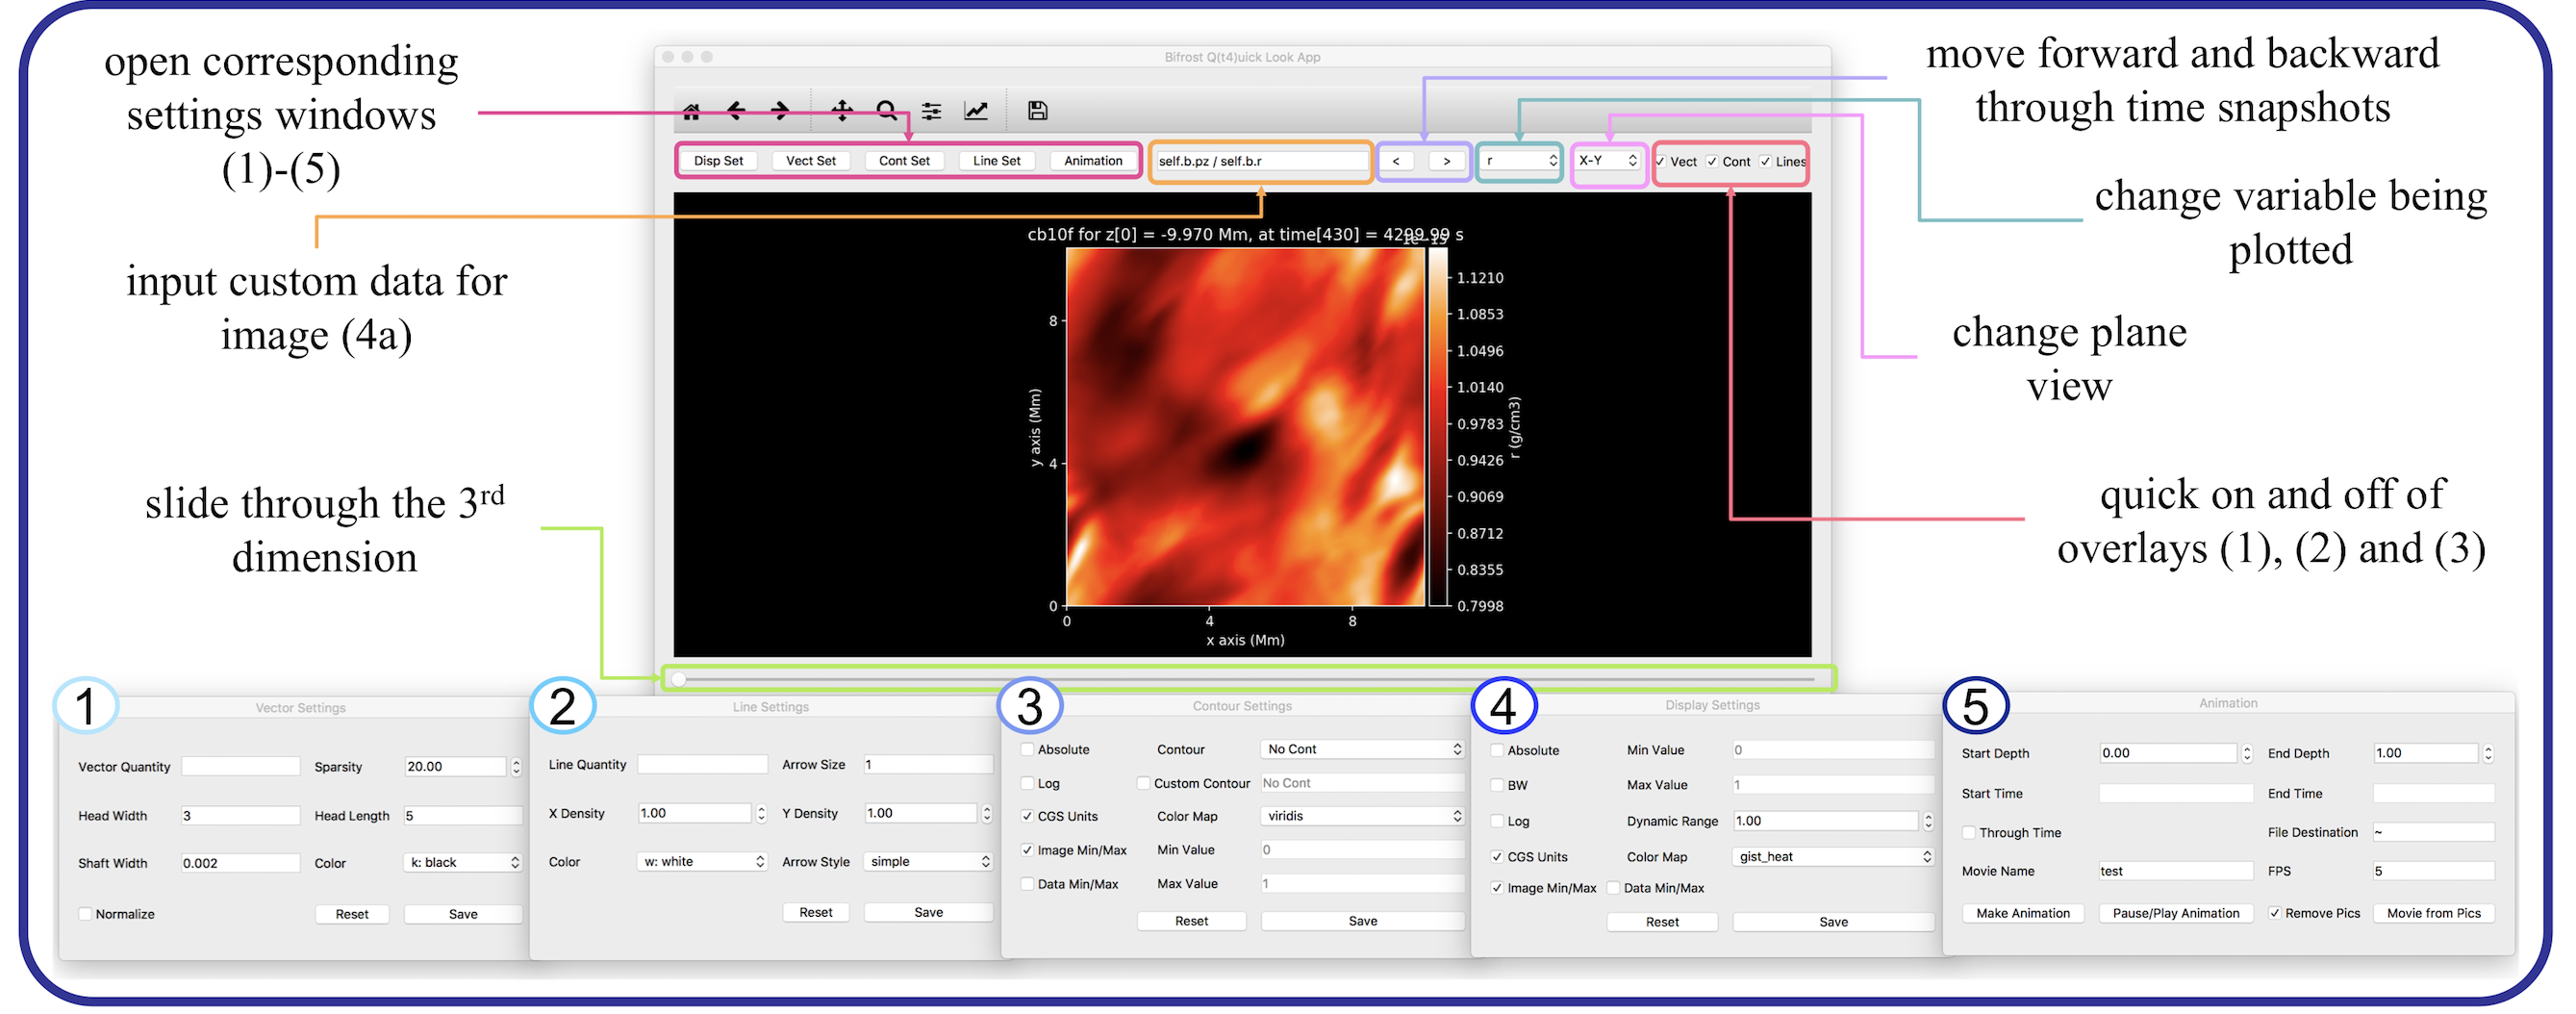 open corresponding
settings windows
(1)-(5)
input custom data for
image (4a)
slide through the 3rd
dimension
move forward and backward
through time snapshots
change variable being
plotted
change plane
view
quick on and off of
overlays (1), (2) and (3)
Bifrost Q(t4)uick Look App
Disp Set Vect Set Cont Set Line Set Animation self.b.pz / self.b.r < > r X-Y Vect Cont Lines
cb10f for z[0] = -9.970 Mm, at time[430] = 4299.99 s
1.1210
1.0853
1.0496
1.0140
0.9783
0.9426
0.9069
0.8712
0.8355
0.7998
r (g/cm3)
y axis (Mm)
8
4
0
0 4 8
x axis (Mm)
1
Vector Settings
Vector Quantity Sparsity 20.00
Head Width 3 Head Length 5
Shaft Width 0.002 Color k: black
Normalize Reset Save
2
Line Settings
Line Quantity Arrow Size 1
X Density 1.00 Y Density 1.00
Color w: white Arrow Style simple
Reset Save
3
Contour Settings
Absolute Contour No Cont
Log Custom Contour No Cont
CGS Units Color Map viridis
Image Min/Max Min Value 0
Data Min/Max Max Value 1
Reset Save
4
Display Settings
Absolute Min Value 0
BW Max Value 1
Log Dynamic Range 1.00
CGS Units Color Map gist_heat
Image Min/Max Data Min/Max
Reset Save
5
Animation
Start Depth 0.00 End Depth 1.00
Start Time End Time
Through Time File Destination ~
Movie Name test FPS 5
Make Animation Pause/Play Animation Remove Pics Movie from Pics